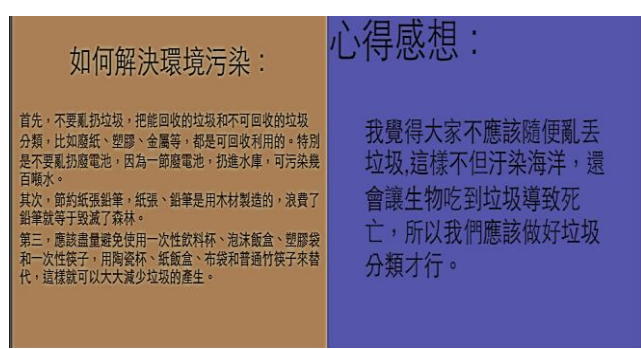 如何解決環境污染：
首先，不要亂扔垃圾，把能回收的垃圾和不可回收的垃圾
分類，比如廢紙、塑膠、金屬等，都是可回收利用的。特別
是不要亂扔廢電池，因為一節廢電池，扔進水庫，可污染幾
百噸水。
其次，節約紙張鉛筆，紙張、鉛筆是用木材製造的，浪費了
鉛筆就等于毀滅了森林。
第三，應該盡量避免使用一次性飲料杯、泡沫飯盒、塑膠袋
和一次性筷子，用陶瓷杯、紙飯盒、布袋和普通竹筷子來替
代，這樣就可以大大減少垃圾的產生。
心得感想：
我覺得大家不應該隨便亂丟
垃圾,這樣不但汙染海洋，還
會讓生物吃到垃圾導致死
亡，所以我們應該做好垃圾
分類才行。